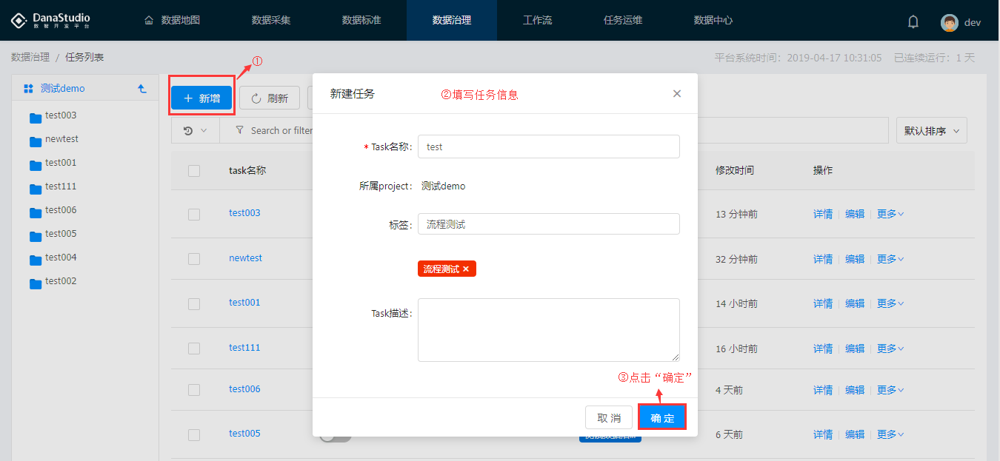 DanaStudio
数智开发平台
数据地图
数据采集
数据标准
数据治理
工作流
任务运维
数据中心
dev
数据治理 / 任务列表
平台系统时间：2019-04-17 10:31:05 已连续运行：1 天
测试demo
test003
newtest
test001
test111
test006
test005
test004
test002
①
+ 新增
刷新
Search or filter
默认排序
task名称
修改时间
操作
test003
13 分钟前
详情 | 编辑 | 更多
newtest
32 分钟前
详情 | 编辑 | 更多
test001
14 小时前
详情 | 编辑 | 更多
test111
16 小时前
详情 | 编辑 | 更多
test006
4 天前
详情 | 编辑 | 更多
test005
6 天前
详情 | 编辑 | 更多
新建任务
②填写任务信息
* Task名称：
test
所属project：
测试demo
标签：
流程测试
流程测试 ×
Task描述：
③点击“确定”
取 消
确 定